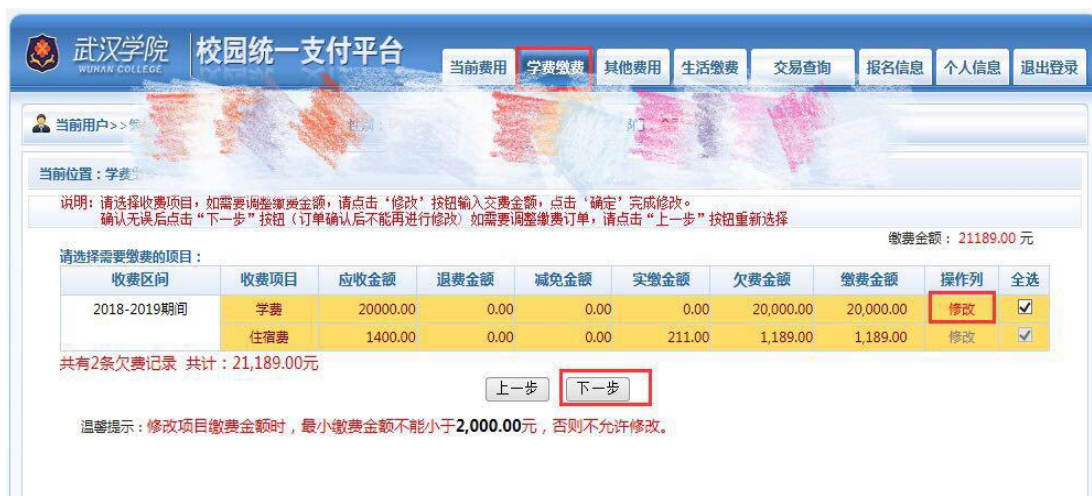 武汉学院 校园统一支付平台
WUHAN COLLEGE
当前费用 学费缴费 其他费用 生活缴费 交易查询 报名信息 个人信息 退出登录
当前用户>>
当前位置：学费
说明：请选择收费项目，如需要调整缴费金额，请点击‘修改’按钮输入交费金额，点击‘确定’完成修改。
确认无误后点击“下一步”按钮（订单确认后不能再进行修改）如需要调整缴费订单，请点击“上一步”按钮重新选择
缴费金额：21189.00 元
请选择需要缴费的项目：
收费区间 收费项目 应收金额 退费金额 减免金额 实缴金额 欠费金额 缴费金额 操作列 全选
2018-2019期间 学费 20000.00 0.00 0.00 0.00 20,000.00 20,000.00 修改
住宿费 1400.00 0.00 0.00 211.00 1,189.00 1,189.00 修改
共有2条欠费记录 共计：21,189.00元
上一步 下一步
温馨提示：修改项目缴费金额时，最小缴费金额不能小于2,000.00元，否则不允许修改。